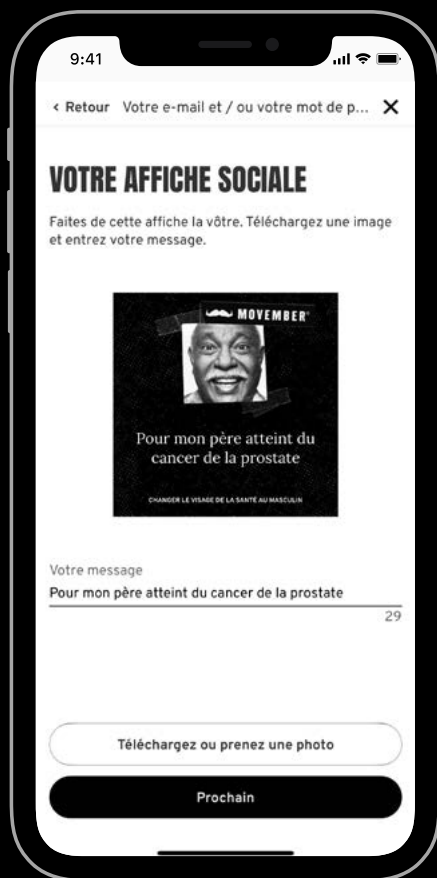 9:41
‹ Retour Votre e-mail et / ou votre mot de p... ✕
VOTRE AFFICHE SOCIALE
Faites de cette affiche la vôtre. Téléchargez une image
et entrez votre message.
MOVEMBER®
Pour mon père atteint du
cancer de la prostate
CHANGER LE VISAGE DE LA SANTÉ AU MASCULIN
Votre message
Pour mon père atteint du cancer de la prostate
29
Téléchargez ou prenez une photo
Prochain